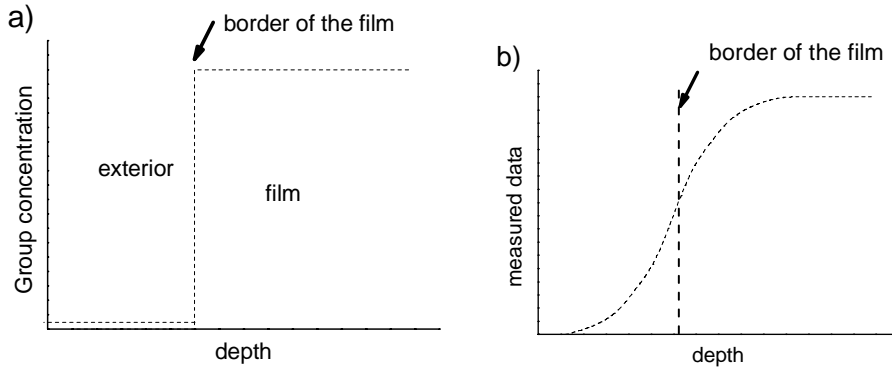 a)
border of the film
Group concentration
exterior
film
depth
b)
border of the film
measured data
depth